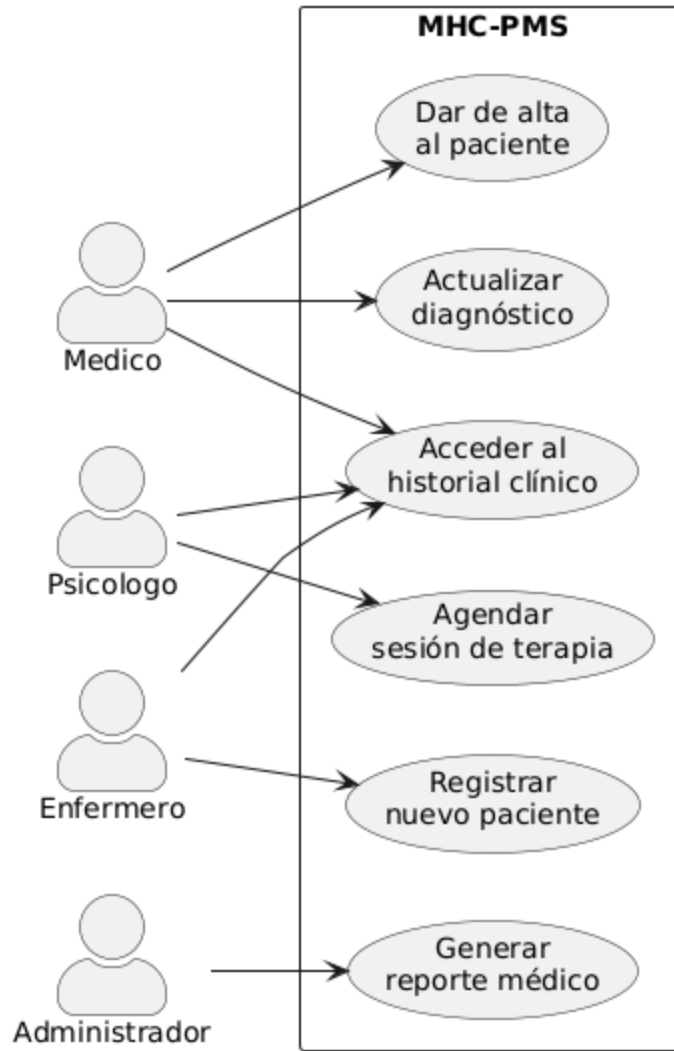 MHC-PMS
Dar de alta
al paciente
Actualizar
diagnóstico
Medico
Acceder al
historial clínico
Psicologo
Agendar
sesión de terapia
Enfermero
Registrar
nuevo paciente
Generar
reporte médico
Administrador